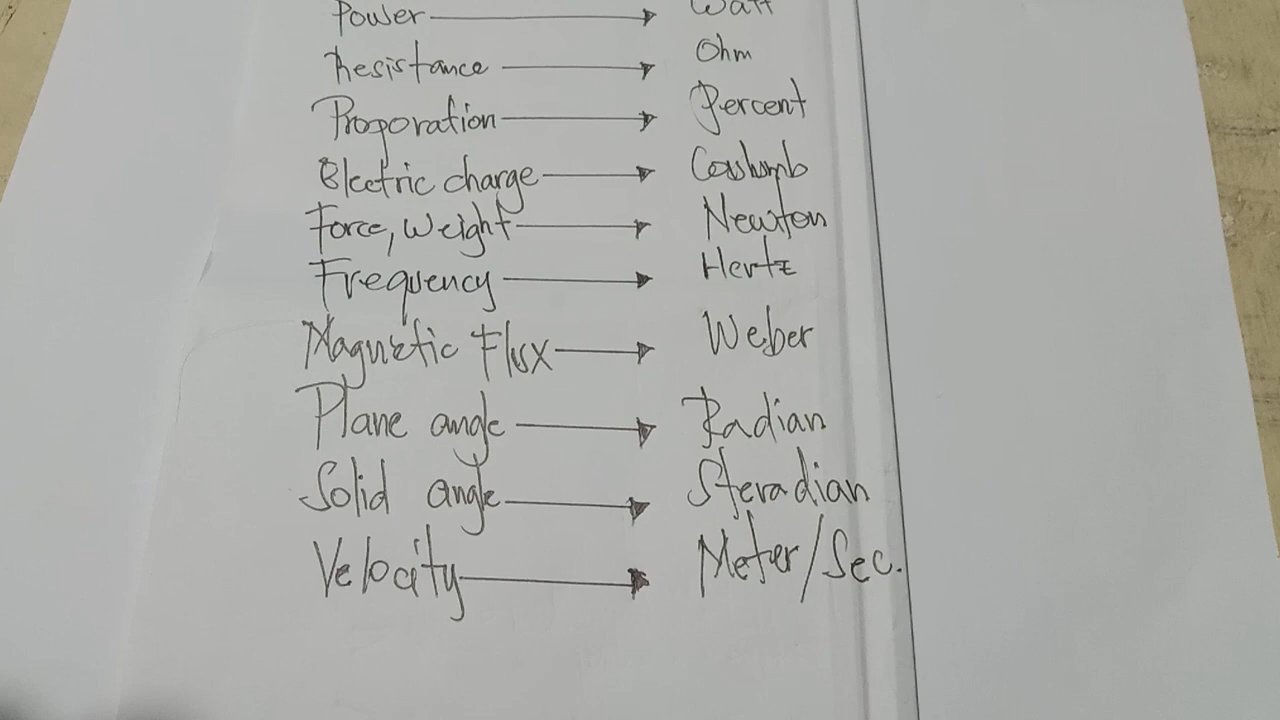 Power → Watt
Resistance → Ohm
Proporation → Percent
Electric charge → Coulumb
Force, Weight → Newton
Frequency → Hertz
Magnetic Flux → Weber
Plane angle → Radian
Solid angle → Steradian
Velocity → Meter/Sec.